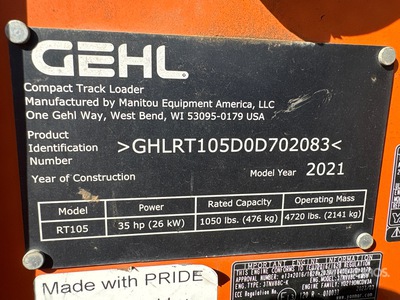 GEHL
Compact Track Loader
Manufactured by Manitou Equipment America, LLC
One Gehl Way, West Bend, WI 53095-0179 USA
Product
Identification >GHLRT105D0D702083<
Number
Year of Construction Model Year 2021
Model Power Rated Capacity Operating Mass
RT105 35 hp (26 kW) 1050 lbs. (476 kg) 4720 lbs. (2141 kg)
Made with PRIDE
IMPORTANT ENGINE INFORMATION